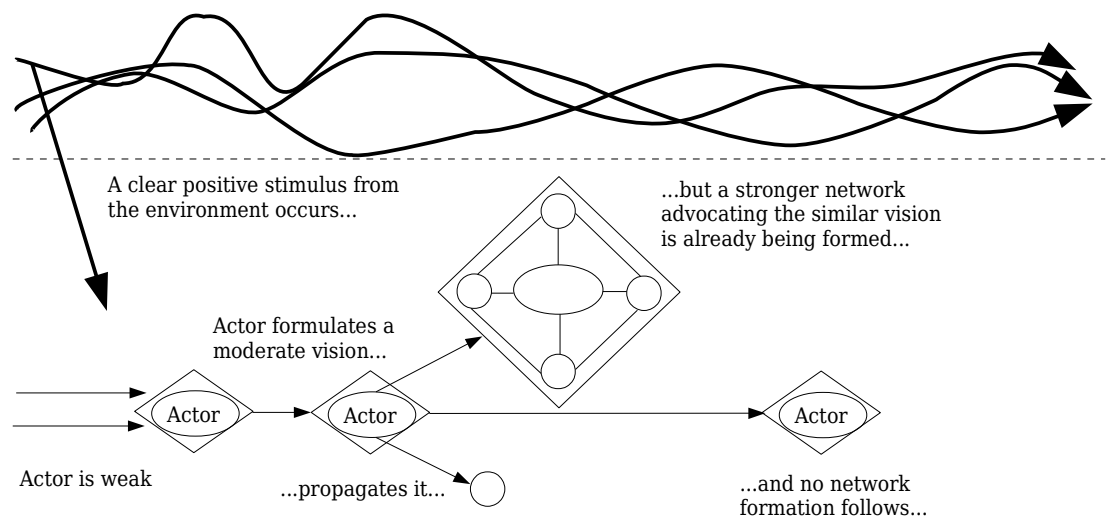 A clear positive stimulus from
the environment occurs...
...but a stronger network
advocating the similar vision
is already being formed...
Actor formulates a
moderate vision...
Actor
Actor
Actor
Actor is weak
...propagates it...
...and no network
formation follows...